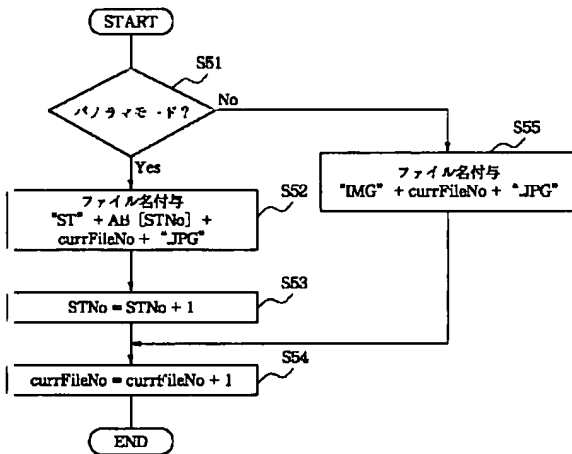 START
S51
パノラマモード?
No
Yes
S55
ファイル名付与
"IMG" + currFileNo + "JPG"
S52
ファイル名付与
"ST" + AB [STNo] +
currFileNo + "JPG"
S53
STNo = STNo + 1
S54
currFileNo = currfileNo + 1
END